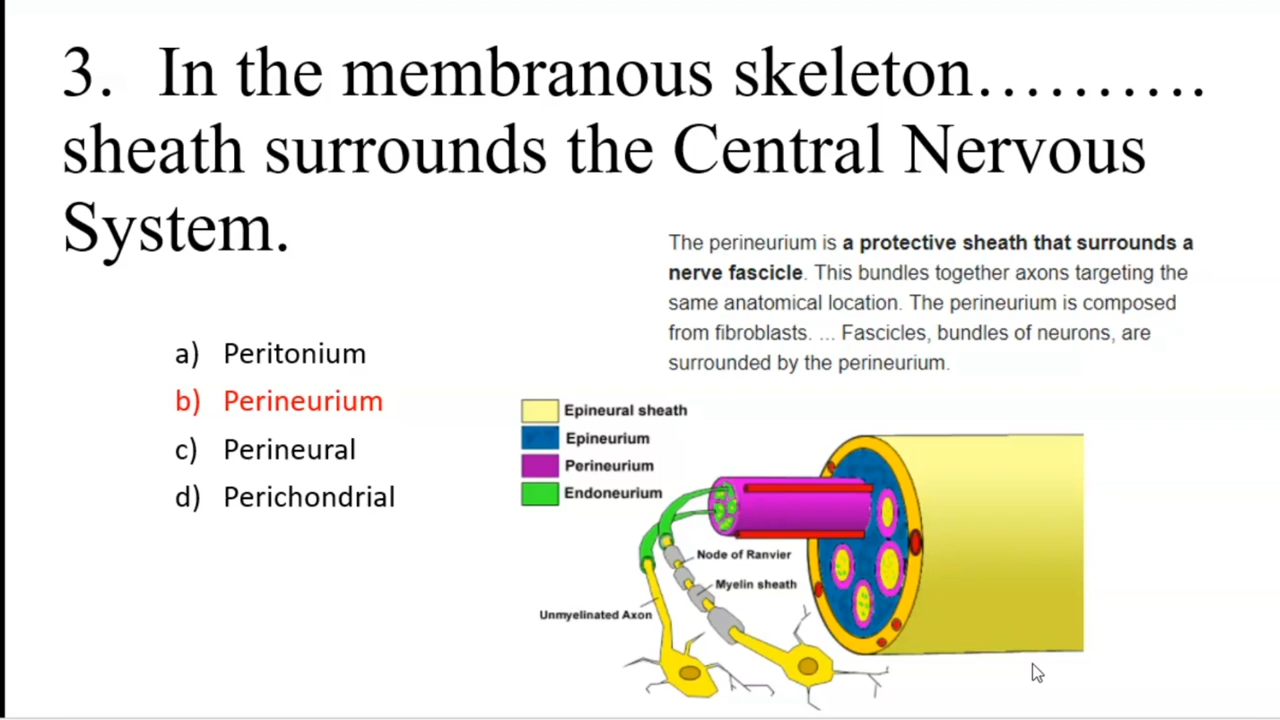 3. In the membranous skeleton……….
sheath surrounds the Central Nervous
System.
The perineurium is a protective sheath that surrounds a
nerve fascicle. This bundles together axons targeting the
same anatomical location. The perineurium is composed
from fibroblasts. ... Fascicles, bundles of neurons, are
surrounded by the perineurium.
a) Peritonium
b) Perineurium
c) Perineural
d) Perichondrial
Epineural sheath
Epineurium
Perineurium
Endoneurium
Node of Ranvier
Myelin sheath
Unmyelinated Axon